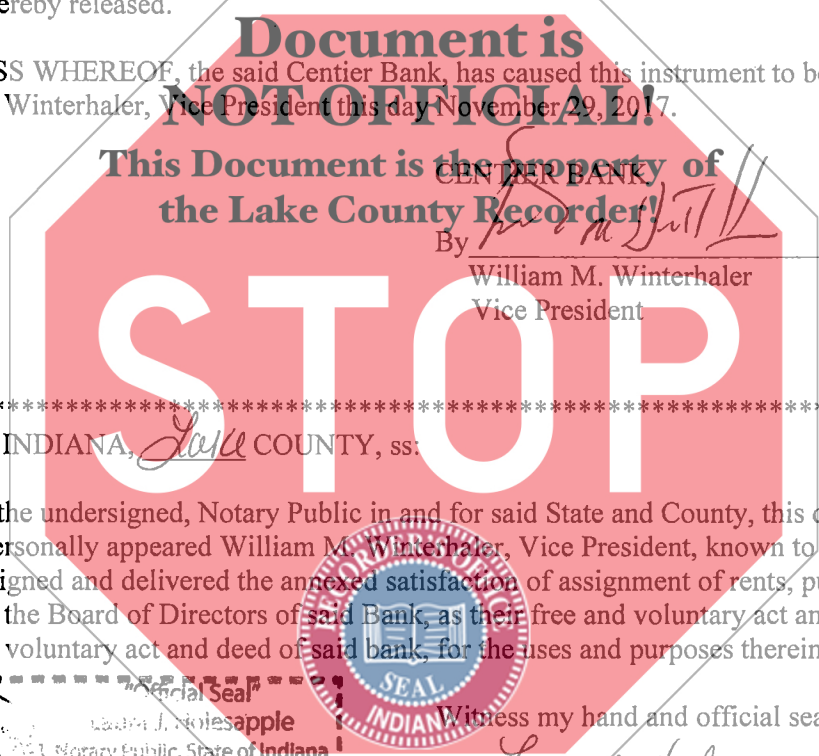 ereby released.
Document is
SS WHEREOF, the said Centier Bank, has caused this instrument to b
Winterhaler, Vice President this day November 29, 2017.
NOT OFFICIAL!
This Document is the property of
CENTIER BANK
the Lake County Recorder!
By
William M. Winterhaler
Vice President
STOP
INDIANA, Lake COUNTY, ss:
the undersigned, Notary Public in and for said State and County, this
ersonally appeared William M. Winterhaler, Vice President, known to
igned and delivered the annexed satisfaction of assignment of rents, p
the Board of Directors of said Bank, as their free and voluntary act an
voluntary act and deed of said bank, for the uses and purposes therein
RECORDER'S OFFICE
SEAL
INDIANA
"Official Seal"
J. Holesapple
Notary Public, State of Indiana
Witness my hand and official sea